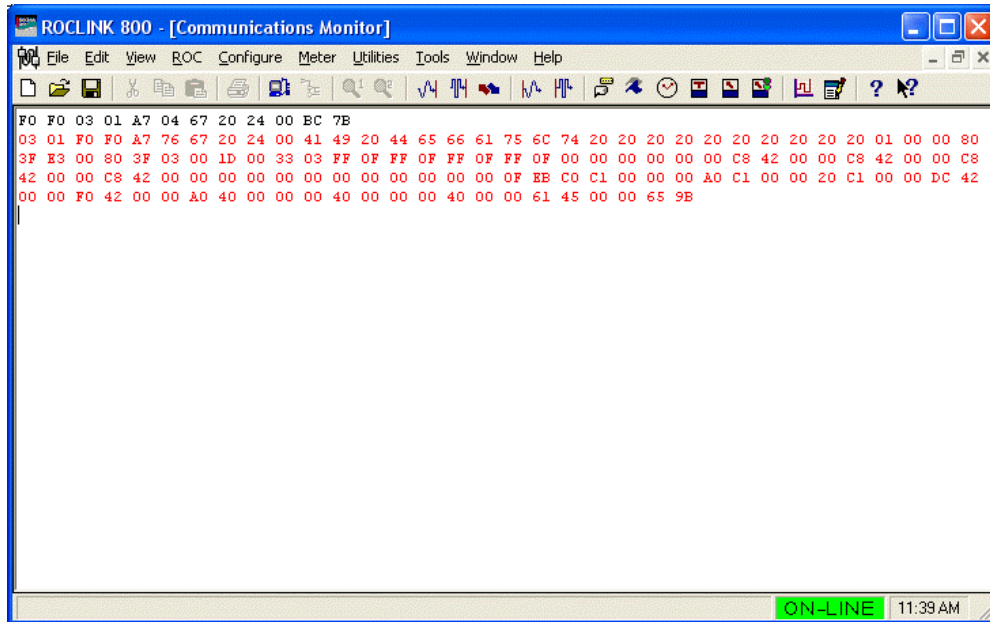 ROCLINK 800 - [Communications Monitor]
File Edit View ROC Configure Meter Utilities Tools Window Help
F0 F0 03 01 A7 04 67 20 24 00 BC 7B
03 01 F0 F0 A7 76 67 20 24 00 41 49 20 44 65 66 61 75 6C 74 20 20 20 20 20 20 20 20 20 20 01 00 00 80
3F E3 00 80 3F 03 00 1D 00 33 03 FF 0F FF 0F FF 0F FF 0F 00 00 00 00 00 00 C8 42 00 00 C8 42 00 00 C8
42 00 00 C8 42 00 00 00 00 00 00 00 00 00 00 00 00 0F EB C0 C1 00 00 00 A0 C1 00 00 20 C1 00 00 DC 42
00 00 F0 42 00 00 A0 40 00 00 00 40 00 00 00 40 00 00 61 45 00 00 65 9B
ON-LINE 11:39 AM